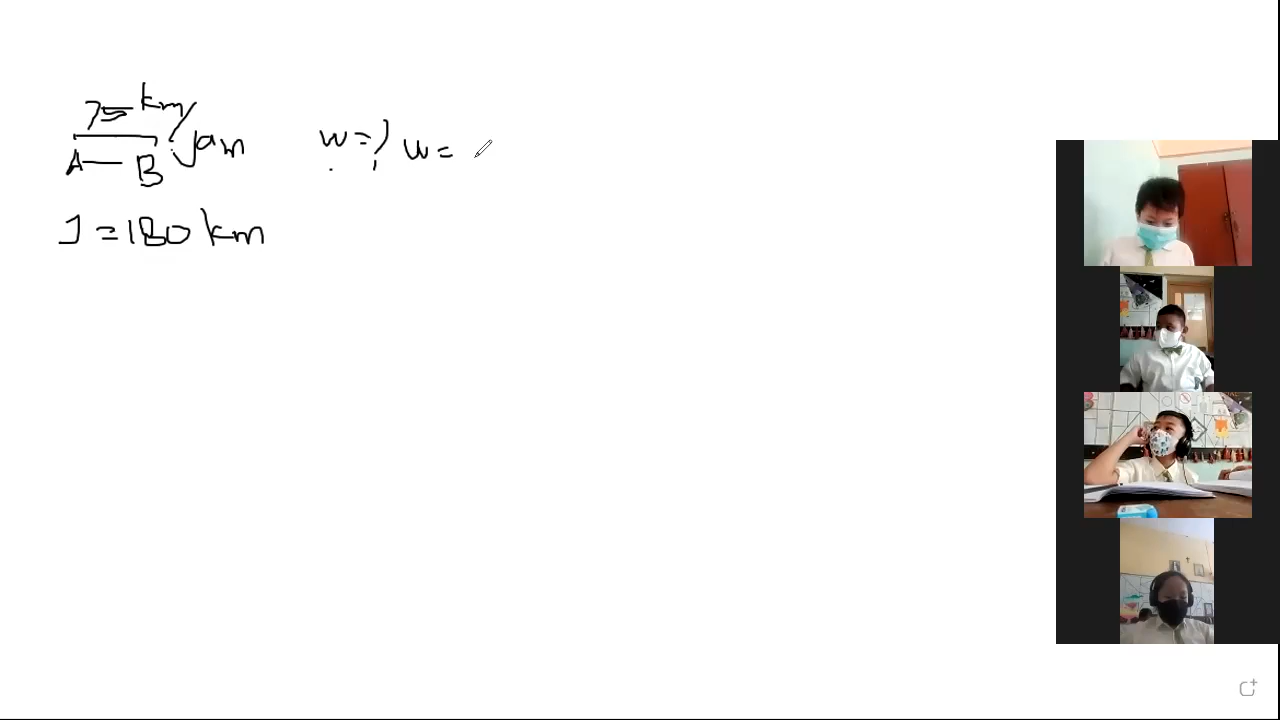 75 km/jam
A — B
w = ? w =
J = 180 km